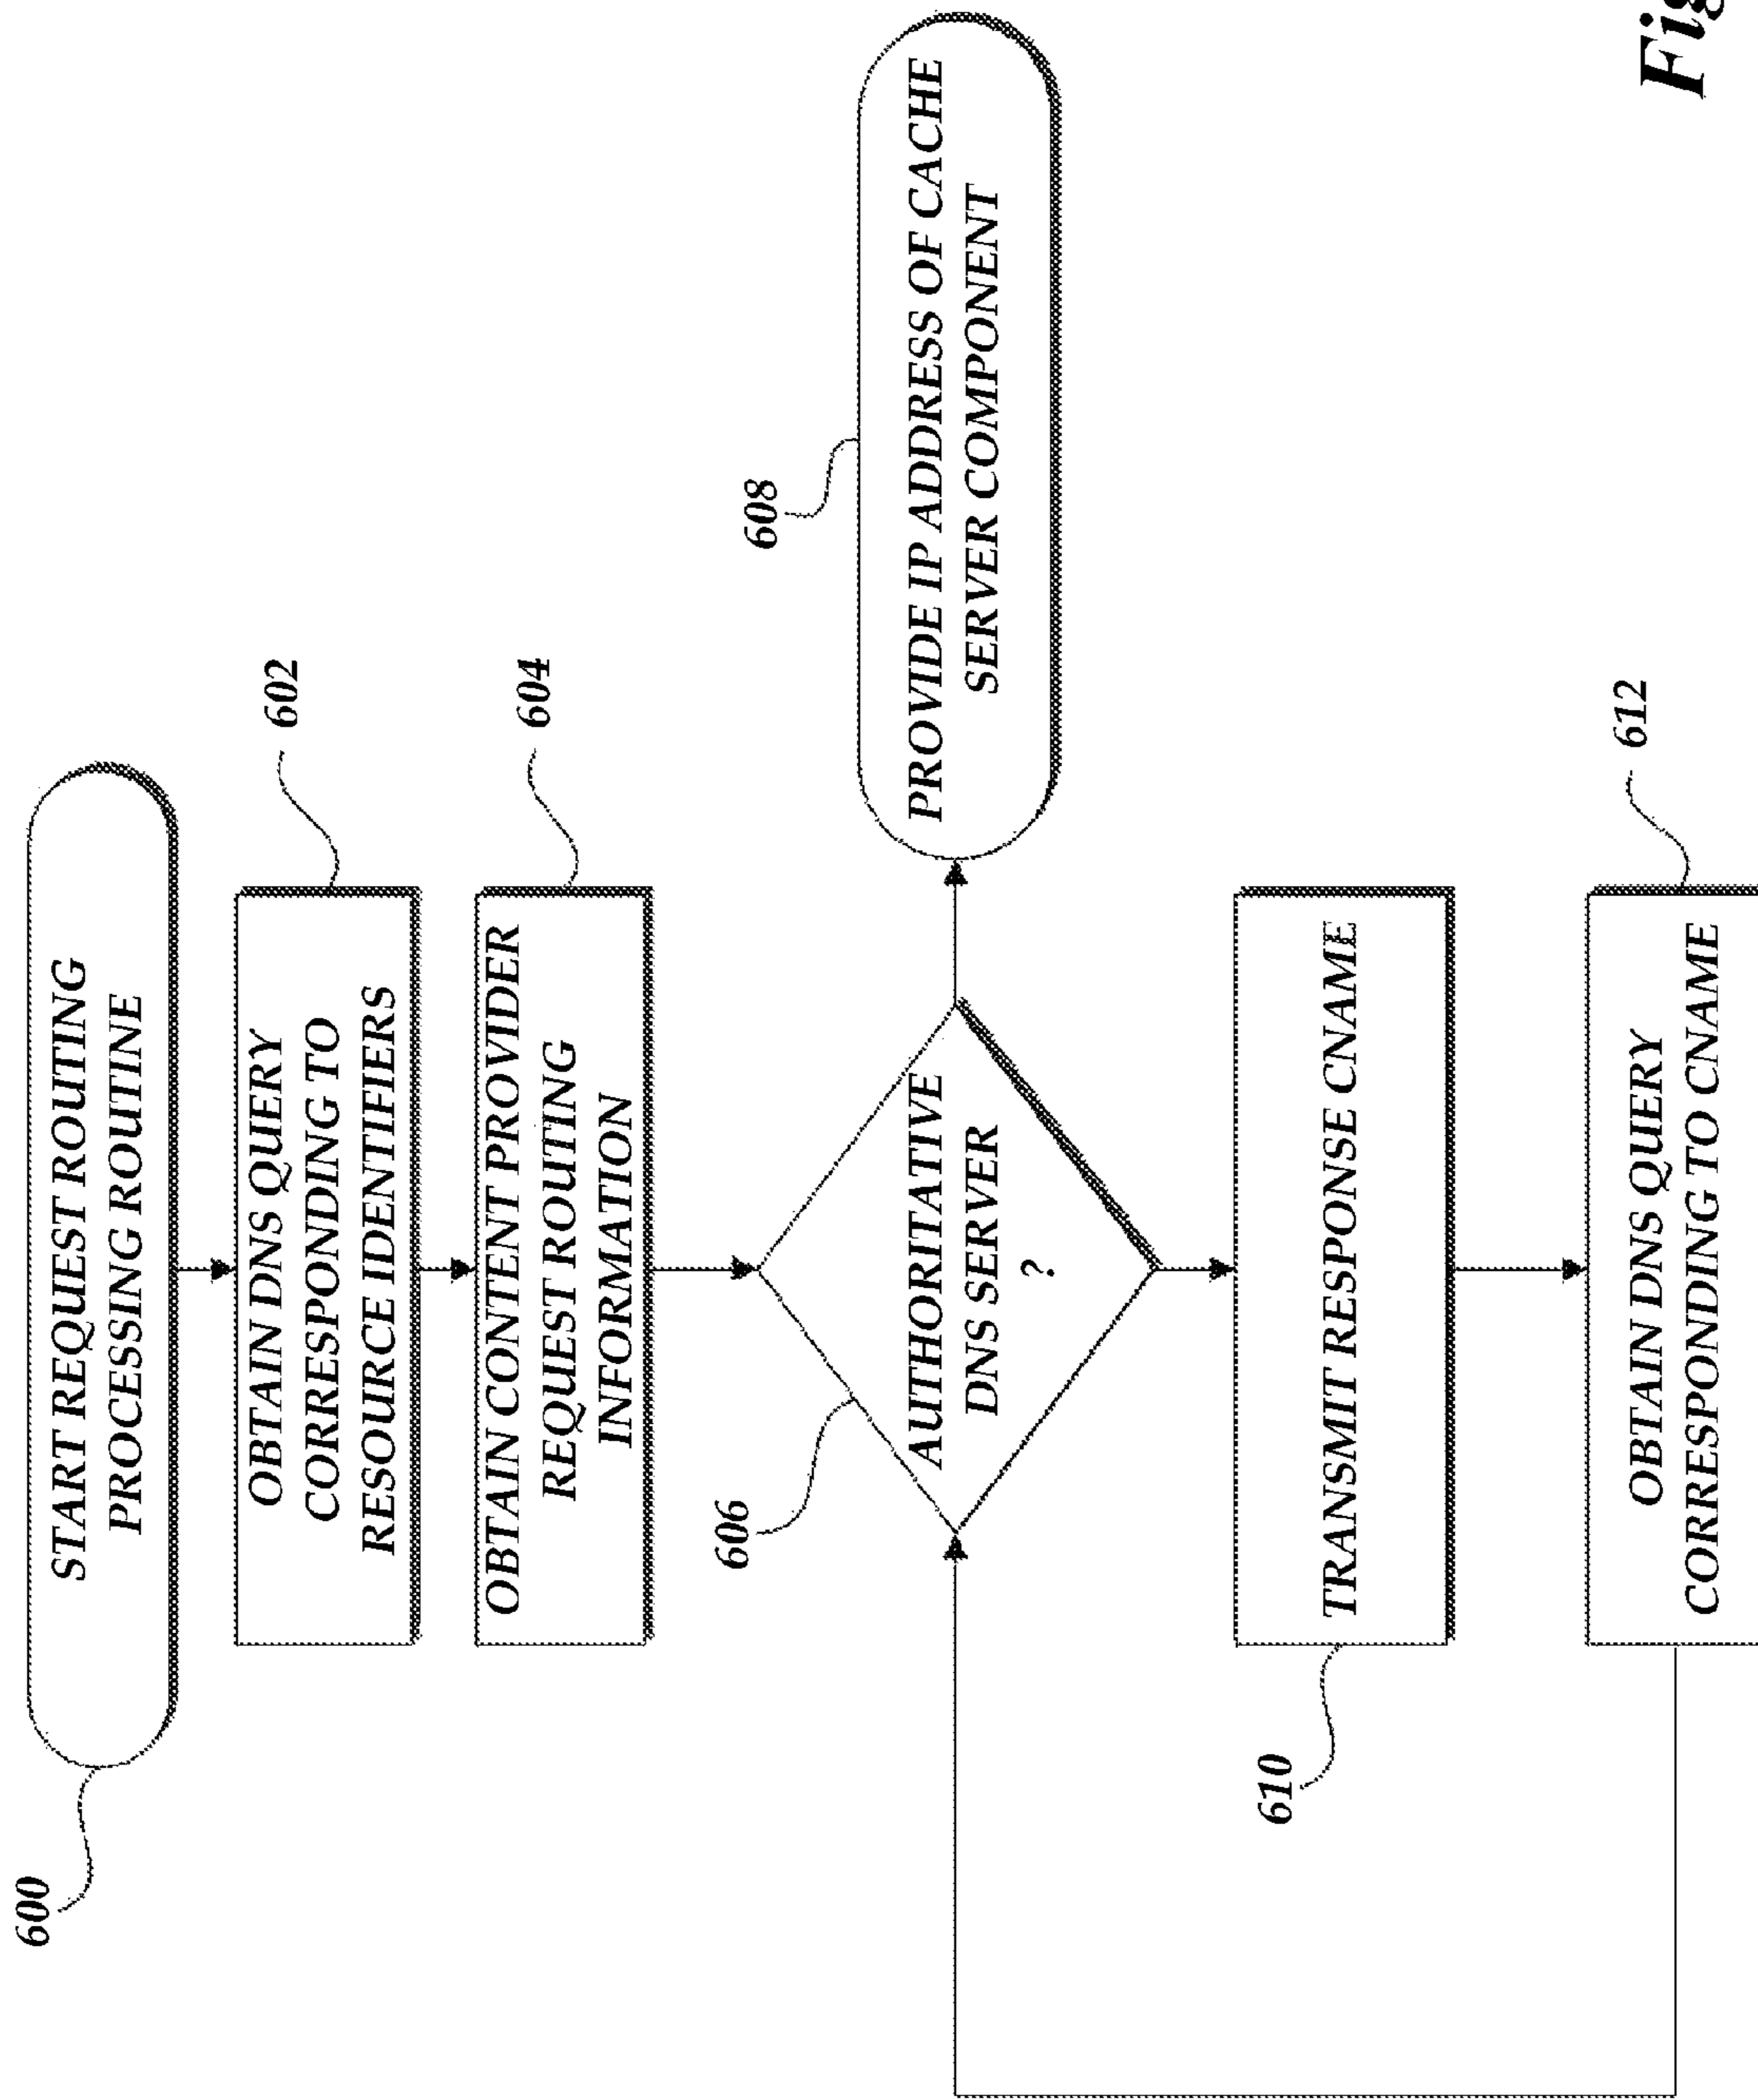 600
START REQUEST ROUTING
PROCESSING ROUTINE
602
OBTAIN DNS QUERY
CORRESPONDING TO
RESOURCE IDENTIFIERS
604
OBTAIN CONTENT PROVIDER
REQUEST ROUTING
INFORMATION
606
AUTHORITATIVE
DNS SERVER
?
608
PROVIDE IP ADDRESS OF CACHE
SERVER COMPONENT
610
TRANSMIT RESPONSE CNAME
612
OBTAIN DNS QUERY
CORRESPONDING TO CNAME
Fig